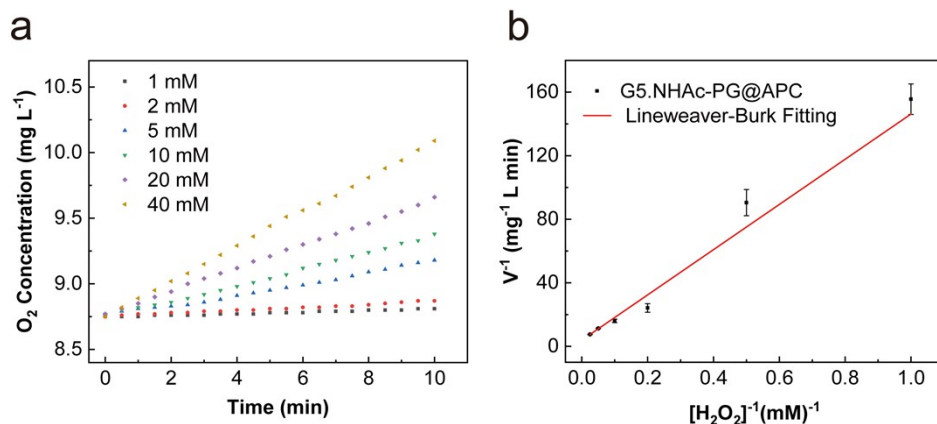 a
10.5
10.0
9.5
9.0
8.5
O₂ Concentration (mg L⁻¹)
1 mM
2 mM
5 mM
10 mM
20 mM
40 mM
0 2 4 6 8 10
Time (min)
b
160
120
80
40
0
V⁻¹ (mg⁻¹ L min)
G5.NHAc-PG@APC
Lineweaver-Burk Fitting
0.0 0.2 0.4 0.6 0.8 1.0
[H₂O₂]⁻¹(mM)⁻¹